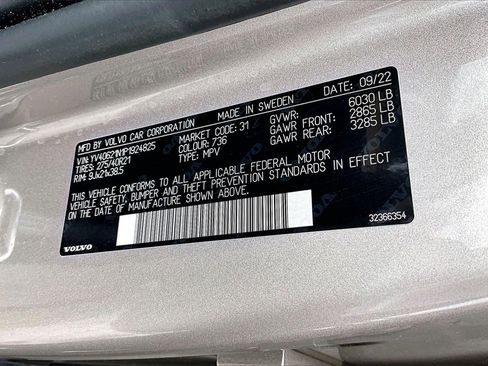 MFD BY VOLVO CAR CORPORATION MADE IN SWEDEN DATE: 09/22
VIN: YV4062JN1P1924825 MARKET CODE: 31 GVWR: 6030 LB
TIRES: 275/40R21 COLOUR: 736 GAWR FRONT: 2865 LB
RIM: 9Jx21x38.5 TYPE: MPV GAWR REAR: 3285 LB
THIS VEHICLE CONFORMS TO ALL APPLICABLE FEDERAL MOTOR
VEHICLE SAFETY, BUMPER AND THEFT PREVENTION STANDARDS IN EFFECT
ON THE DATE OF MANUFACTURE SHOWN ABOVE.
VOLVO 32366354